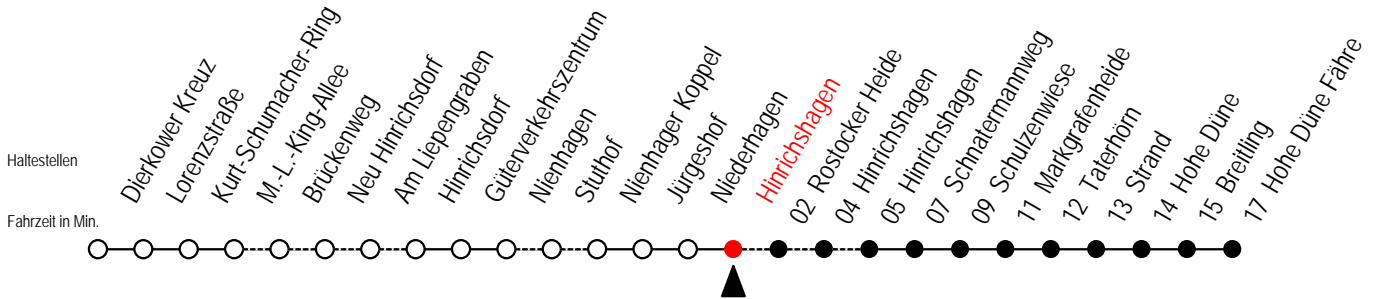 Dierkower Kreuz
Lorenzstraße
Kurt-Schumacher-Ring
M.-L.-King-Allee
Brückenweg
Neu Hinrichsdorf
Am Liepengraben
Hinrichsdorf
Güterverkehrszentrum
Nienhagen
Stuthof
Nienhager Koppel
Jürgeshof
Niederhagen
Hinrichshagen
02 Rostocker Heide
04 Hinrichshagen
05 Hinrichshagen
07 Schnatermannweg
09 Schulzenwiese
11 Markgrafenheide
12 Taterhörn
13 Strand
14 Hohe Düne
15 Breitling
17 Hohe Düne Fähre
Haltestellen
Fahrzeit in Min.